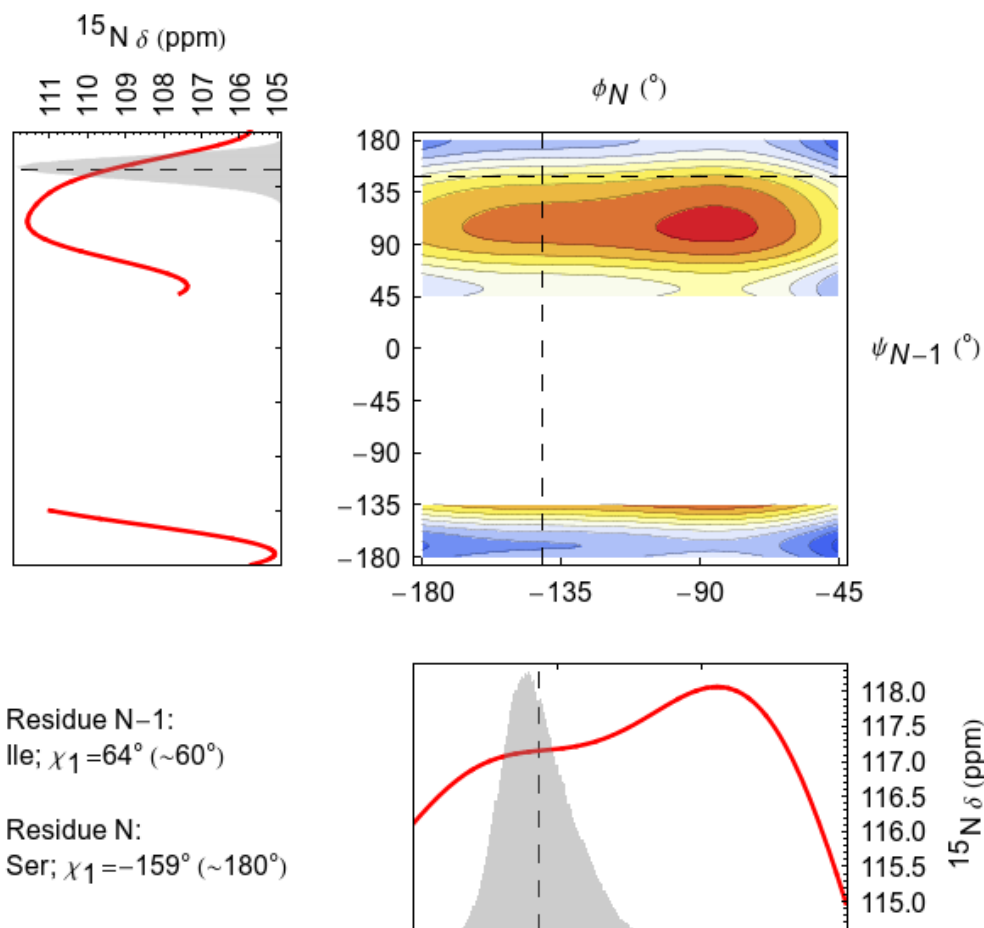 15N δ (ppm)
111 110 109 108 107 106 105
ϕN (°)
180
135
90
45
0
−45
−90
−135
−180
ψN−1 (°)
−180 −135 −90 −45
118.0
117.5
117.0
116.5
116.0
115.5
115.0
15N δ (ppm)
Residue N−1:
Ile; χ1=64° (~60°)
Residue N:
Ser; χ1=−159° (~180°)